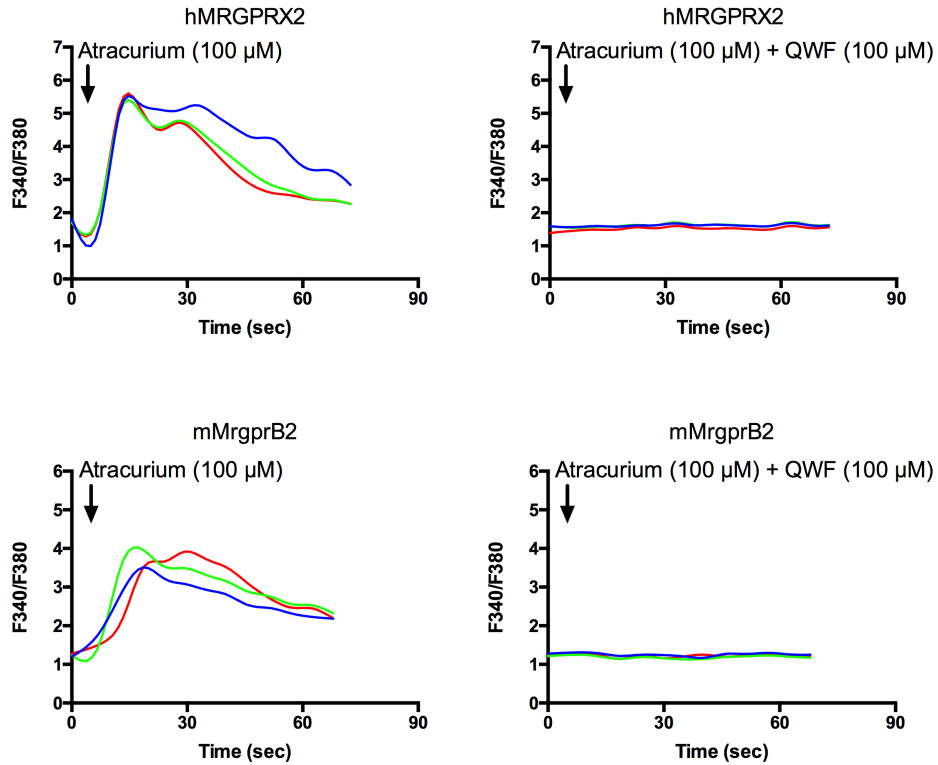 hMRGPRX2
Atracurium (100 µM)
7
6
5
4
3
2
1
0
F340/F380
0 30 60 90
Time (sec)
hMRGPRX2
Atracurium (100 µM) + QWF (100 µM)
7
6
5
4
3
2
1
0
F340/F380
0 30 60 90
Time (sec)
mMrgprB2
Atracurium (100 µM)
6
5
4
3
2
1
0
F340/F380
0 30 60 90
Time (sec)
mMrgprB2
Atracurium (100 µM) + QWF (100 µM)
6
5
4
3
2
1
0
F340/F380
0 30 60 90
Time (sec)